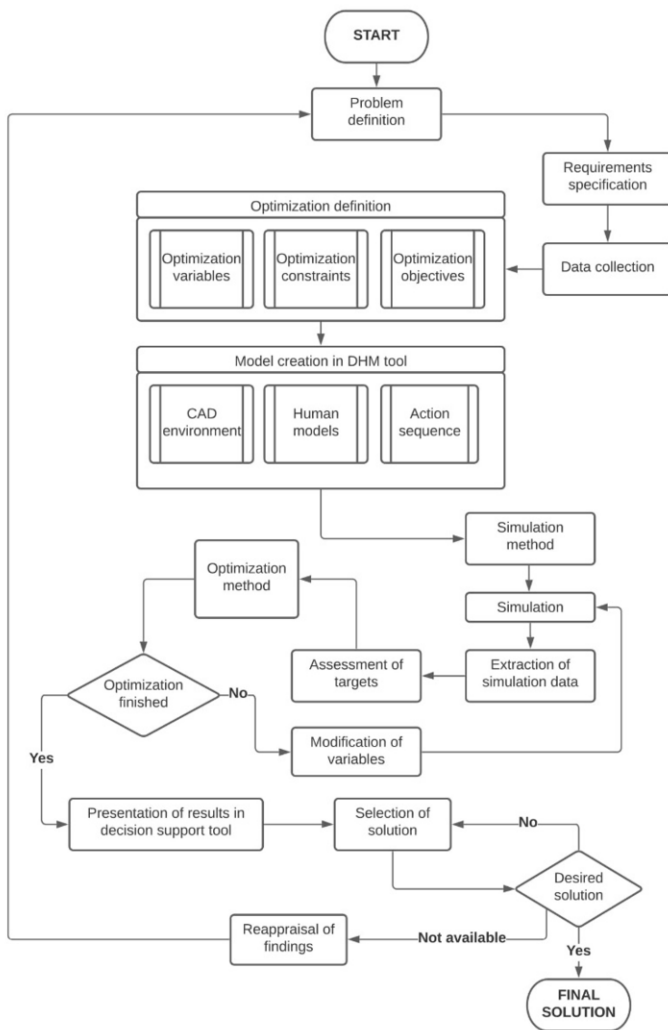 START
Problem
definition
Requirements
specification
Optimization definition
Optimization
variables
Optimization
constraints
Optimization
objectives
Data collection
Model creation in DHM tool
CAD
environment
Human
models
Action
sequence
Simulation
method
Optimization
method
Simulation
Assessment of
targets
Extraction of
simulation data
Optimization
finished
No
Modification of
variables
Yes
Presentation of results in
decision support tool
Selection of
solution
No
Desired
solution
Reappraisal of
findings
Not available
Yes
FINAL
SOLUTION